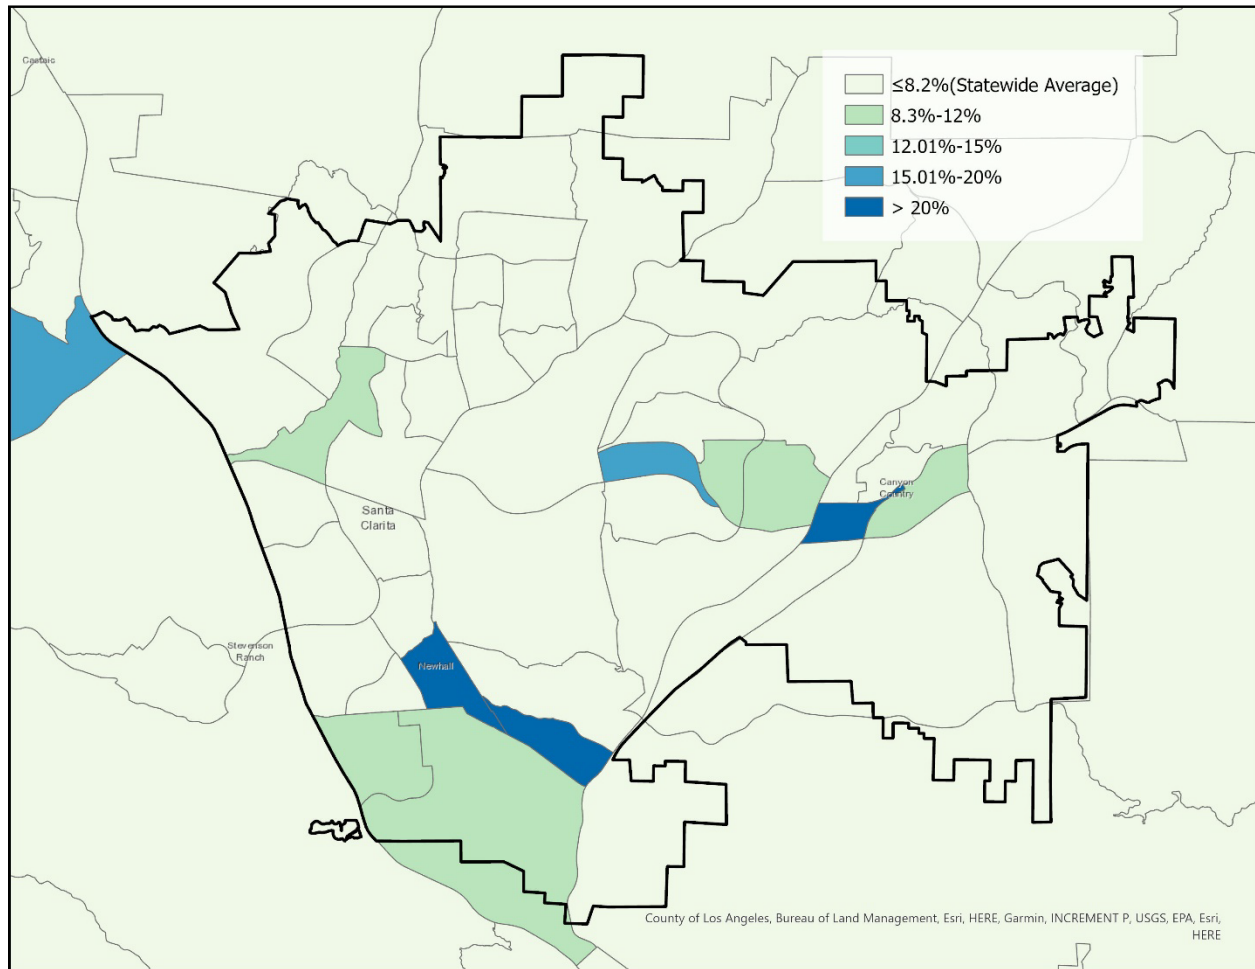 Castaic
≤8.2%(Statewide Average)
8.3%-12%
12.01%-15%
15.01%-20%
> 20%
Canyon
Country
Santa
Clarita
Stevenson
Ranch
Newhall
County of Los Angeles, Bureau of Land Management, Esri, HERE, Garmin, INCREMENT P, USGS, EPA, Esri,
HERE